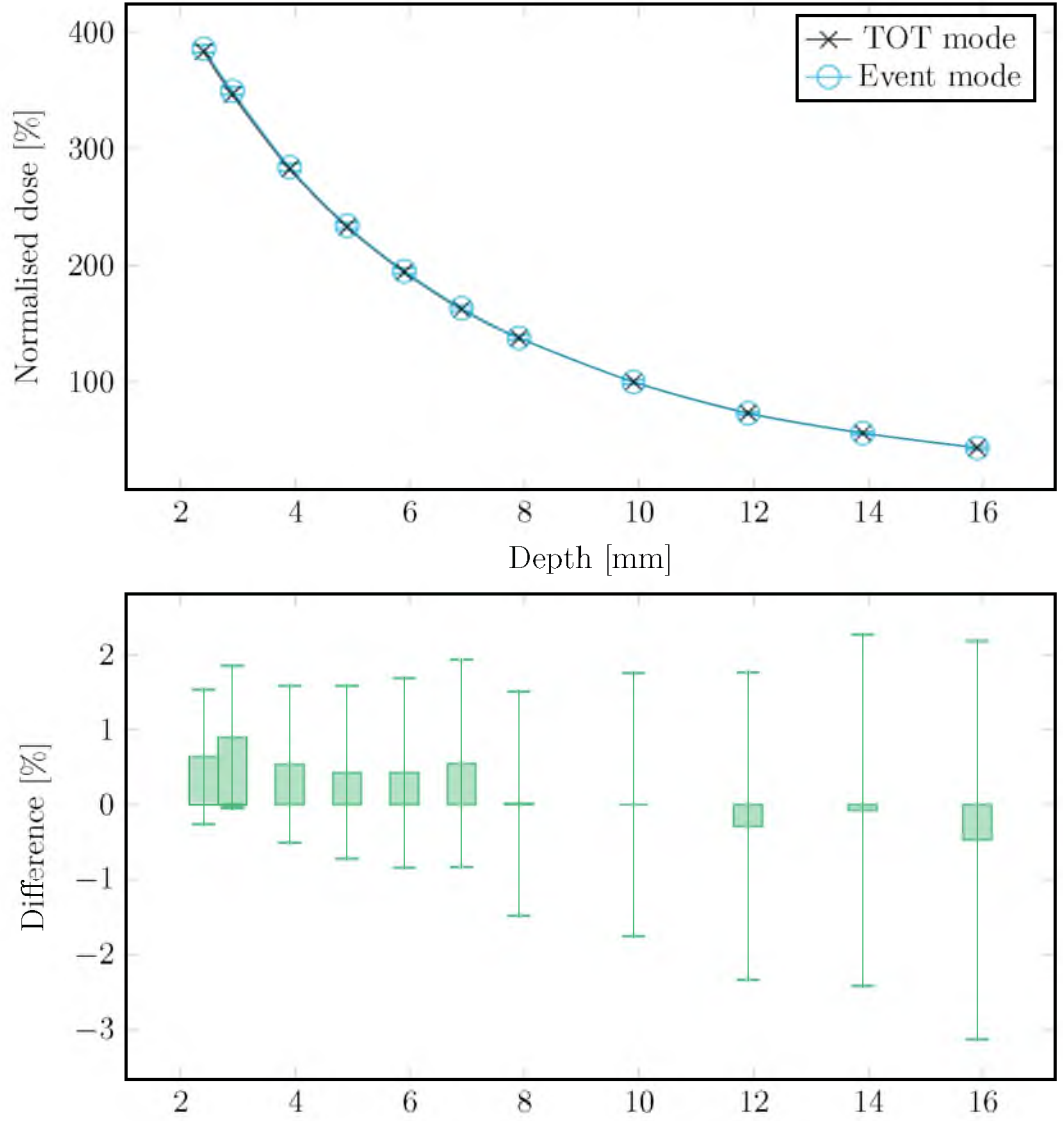 400
300
200
100
Normalised dose [%]
TOT mode
Event mode
2 4 6 8 10 12 14 16
Depth [mm]
2
1
0
−1
−2
−3
Difference [%]
2 4 6 8 10 12 14 16